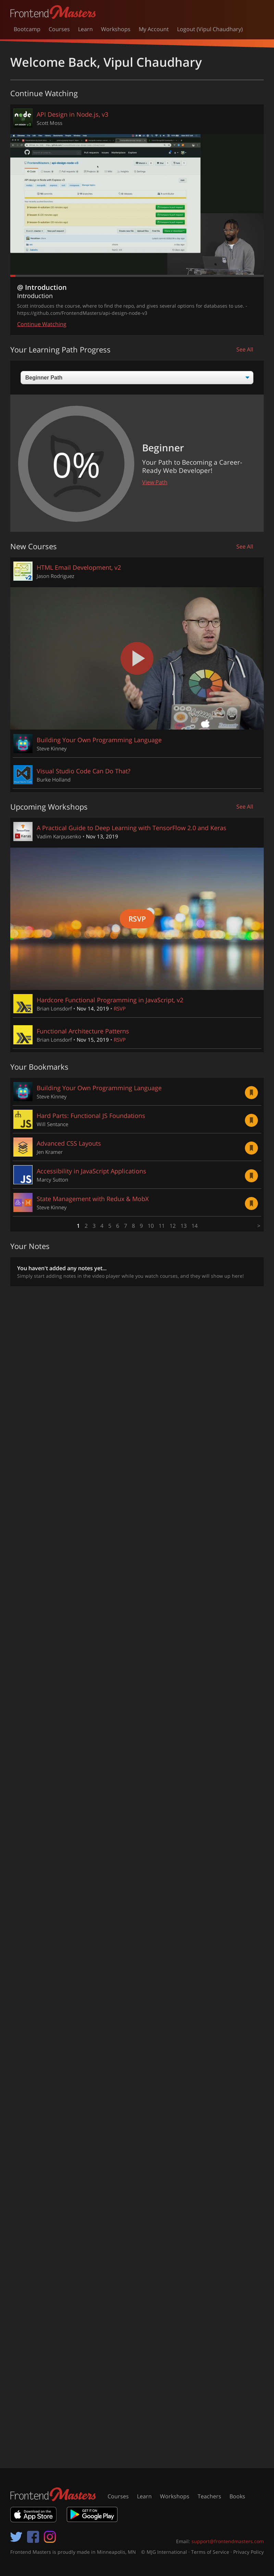 Frontend Masters
Bootcamp Courses Learn Workshops My Account Logout (Vipul Chaudhary)
Welcome Back, Vipul Chaudhary
Continue Watching
node
API Design in Node.js, v3
Scott Moss
@ Introduction
Introduction
Scott introduces the course, where to find the repo, and gives several options for databases to use. -
https://github.com/FrontendMasters/api-design-node-v3
Continue Watching
Your Learning Path Progress
See All
Beginner Path
0%
Beginner
Your Path to Becoming a Career-
Ready Web Developer!
View Path
New Courses
See All
HTML Email Development, v2
Jason Rodriguez
Building Your Own Programming Language
Steve Kinney
Visual Studio Code Can Do That?
Burke Holland
Upcoming Workshops
See All
A Practical Guide to Deep Learning with TensorFlow 2.0 and Keras
Vadim Karpusenko • Nov 13, 2019
RSVP
Hardcore Functional Programming in JavaScript, v2
Brian Lonsdorf • Nov 14, 2019 • RSVP
Functional Architecture Patterns
Brian Lonsdorf • Nov 15, 2019 • RSVP
Your Bookmarks
Building Your Own Programming Language
Steve Kinney
JS
Hard Parts: Functional JS Foundations
Will Sentance
Advanced CSS Layouts
Jen Kramer
JS
Accessibility in JavaScript Applications
Marcy Sutton
State Management with Redux & MobX
Steve Kinney
1 2 3 4 5 6 7 8 9 10 11 12 13 14 >
Your Notes
You haven't added any notes yet...
Simply start adding notes in the video player while you watch courses, and they will show up here!
Frontend Masters
Courses Learn Workshops Teachers Books
Download on the App Store
GET IT ON Google Play
Email: support@frontendmasters.com
Frontend Masters is proudly made in Minneapolis, MN © MJG International · Terms of Service · Privacy Policy